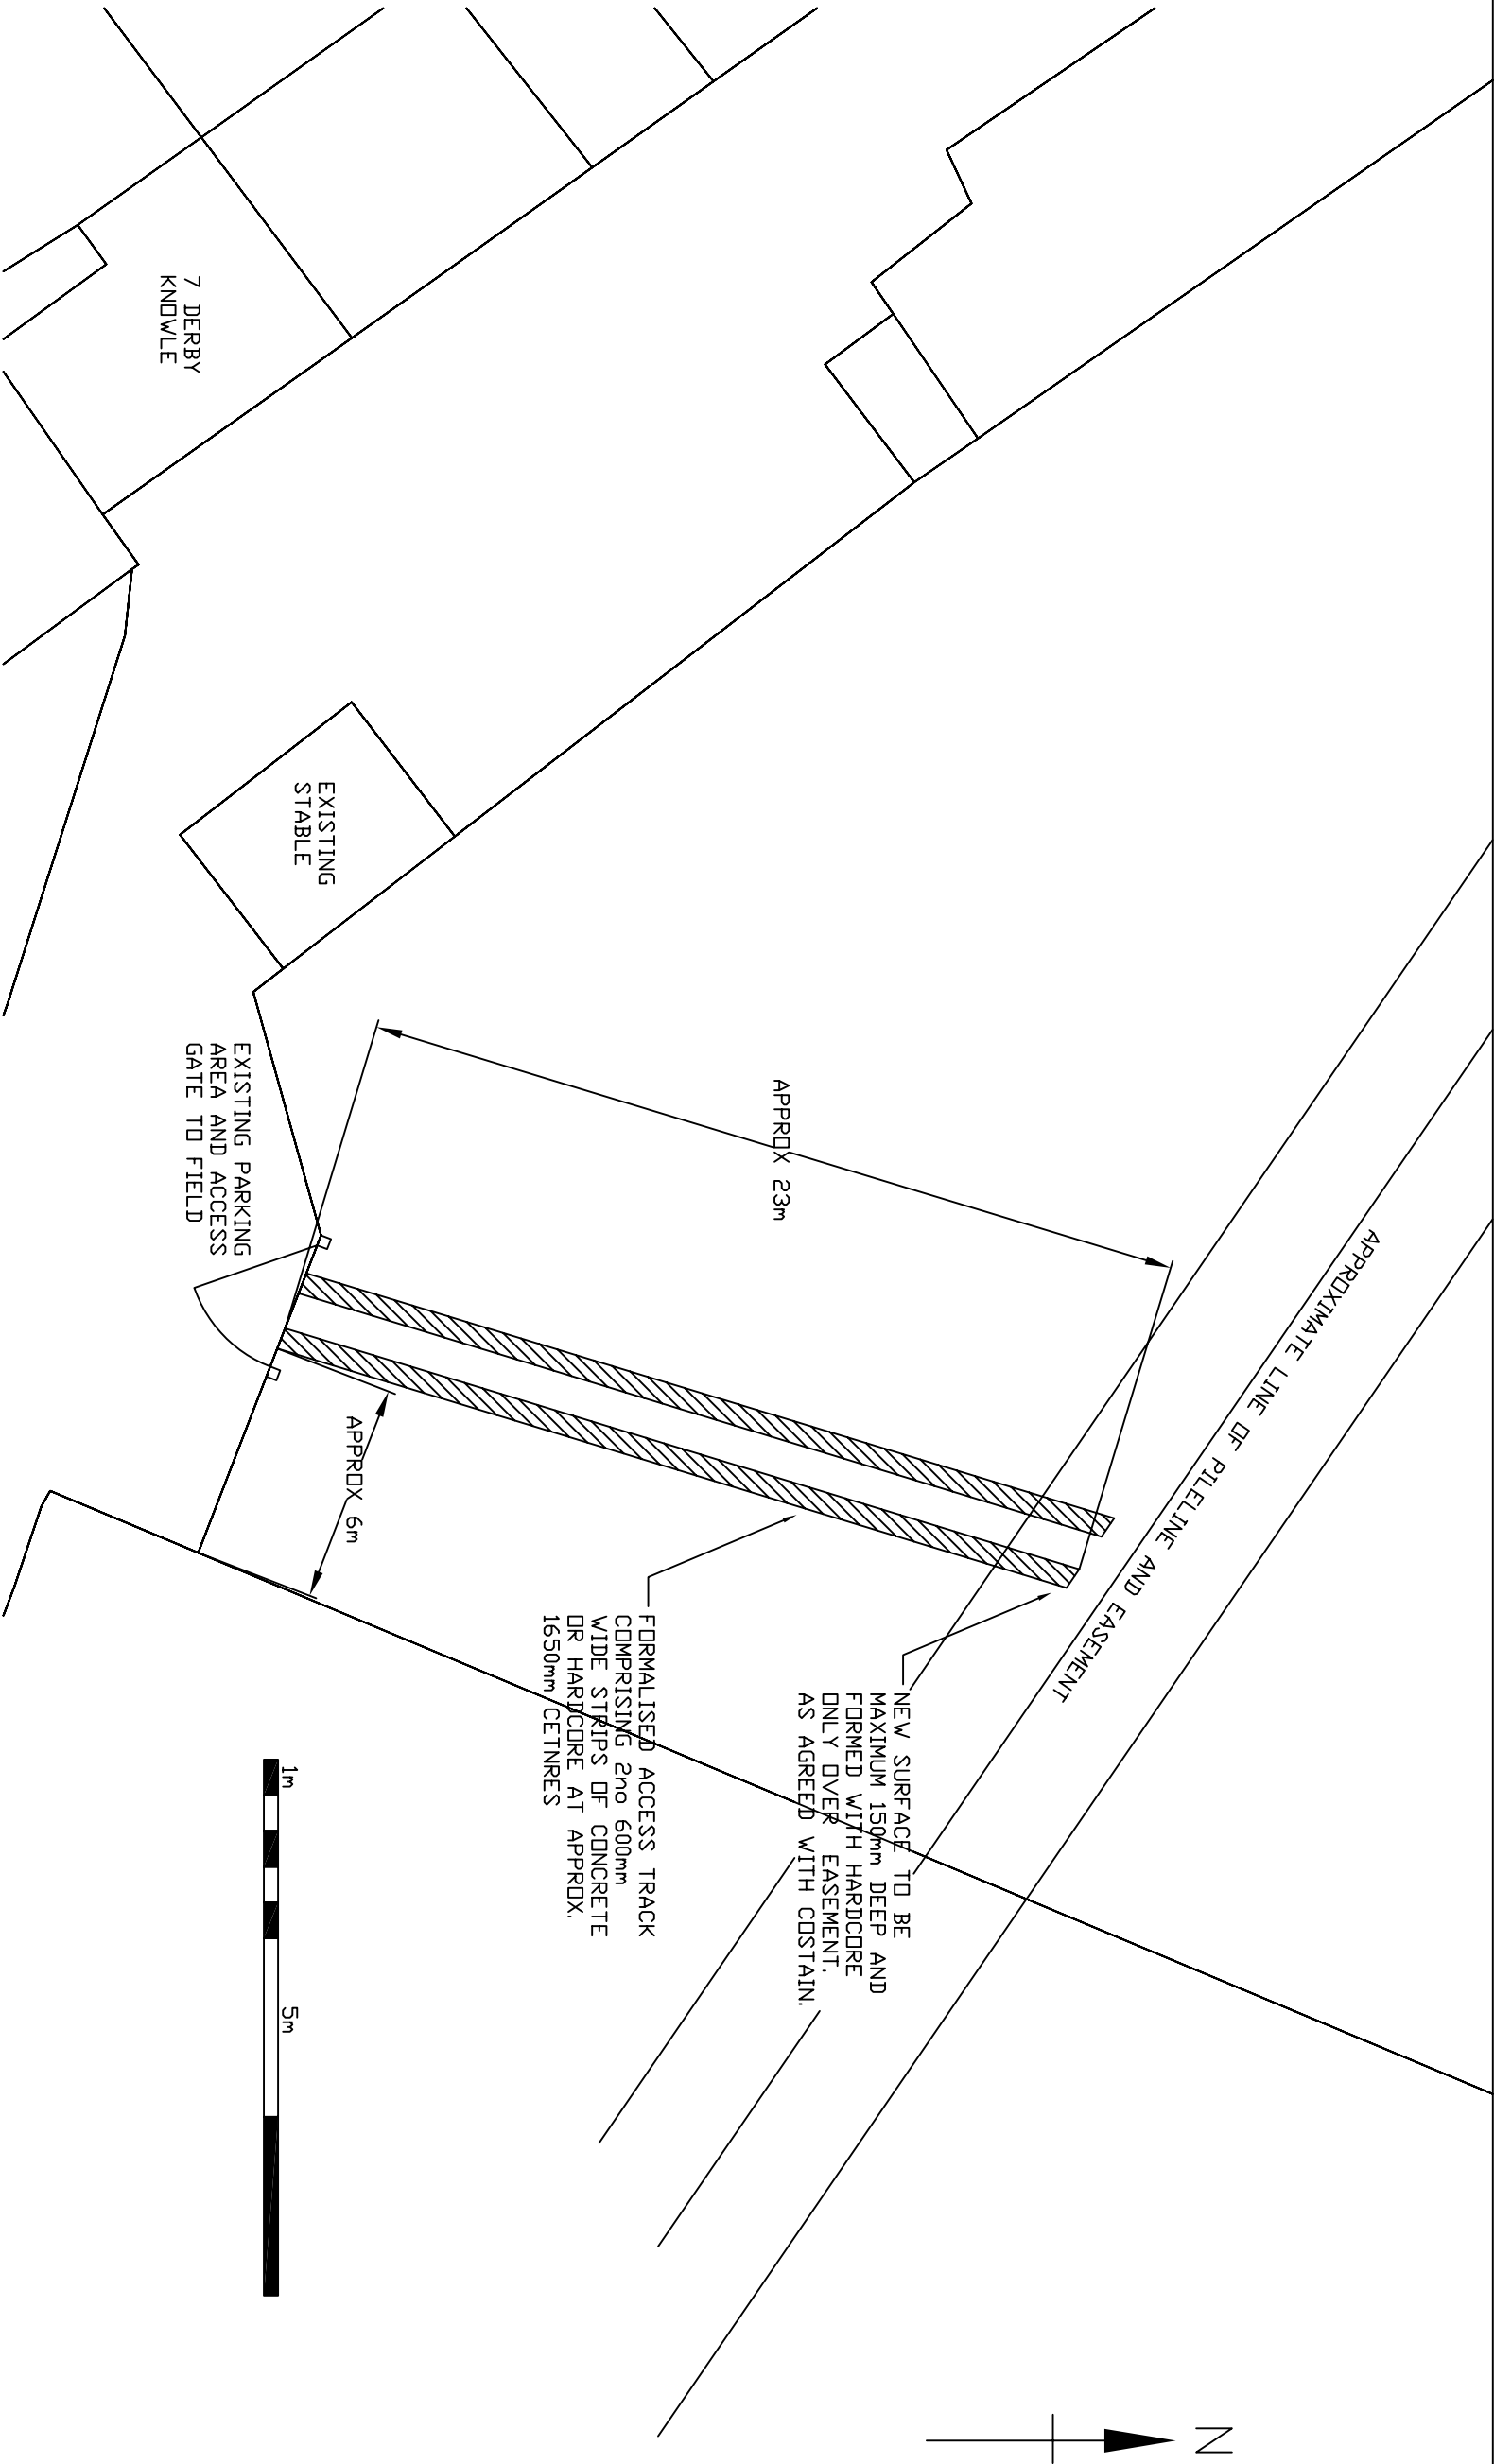 7 DERBY
KNOWLE
EXISTING
STABLE
EXISTING PARKING
AREA AND ACCESS
GATE TO FIELD
APPROX 23m
APPROX 6m
APPROXIMATE LINE OF PILELINE AND EASEMENT
NEW SURFACE TO BE
MAXIMUM 150mm DEEP AND
FORMED WITH HARDCORE
ONLY OVER EASEMENT.
AS AGREED WITH COSTAIN.
FORMALISED ACCESS TRACK
COMPRISING 2no 600mm
WIDE STRIPS OF CONCRETE
OR HARDCORE AT APPROX.
1650mm CETNRES
1m
5m
N